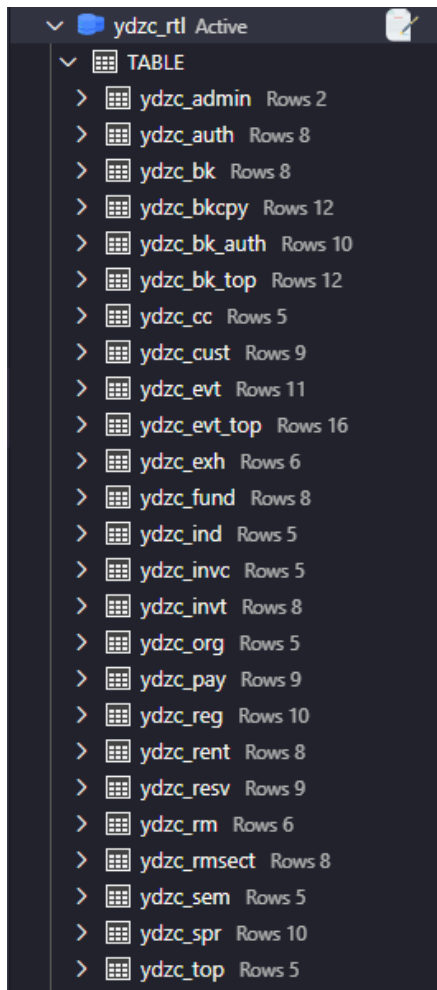 ydzc_rtl Active
TABLE
ydzc_admin Rows 2
ydzc_auth Rows 8
ydzc_bk Rows 8
ydzc_bkcpy Rows 12
ydzc_bk_auth Rows 10
ydzc_bk_top Rows 12
ydzc_cc Rows 5
ydzc_cust Rows 9
ydzc_evt Rows 11
ydzc_evt_top Rows 16
ydzc_exh Rows 6
ydzc_fund Rows 8
ydzc_ind Rows 5
ydzc_invc Rows 5
ydzc_invt Rows 8
ydzc_org Rows 5
ydzc_pay Rows 9
ydzc_reg Rows 10
ydzc_rent Rows 8
ydzc_resv Rows 9
ydzc_rm Rows 6
ydzc_rmsect Rows 8
ydzc_sem Rows 5
ydzc_spr Rows 10
ydzc_top Rows 5